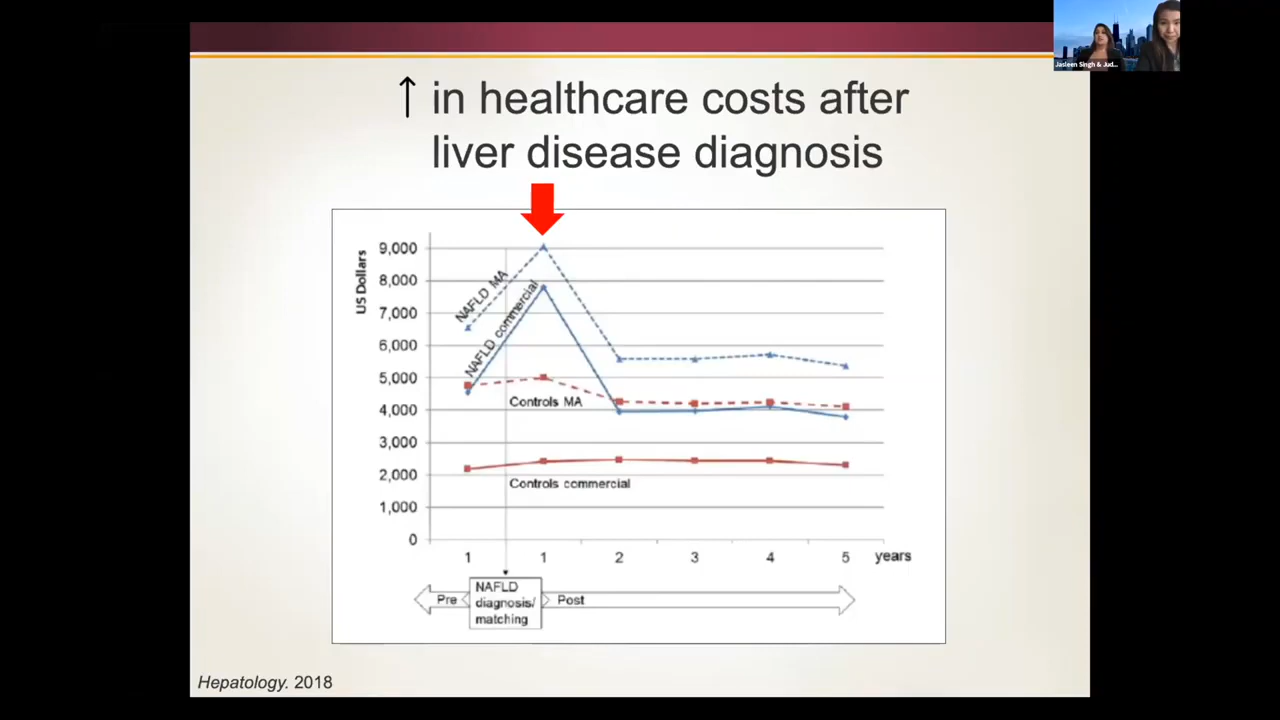 ↑ in healthcare costs after
liver disease diagnosis
Jasleen Singh & Jud...
US Dollars
9,000
8,000
7,000
6,000
5,000
4,000
3,000
2,000
1,000
0
NAFLD MA
NAFLD commercial
Controls MA
Controls commercial
1 1 2 3 4 5 years
Pre
NAFLD
diagnosis/
matching
Post
Hepatology. 2018